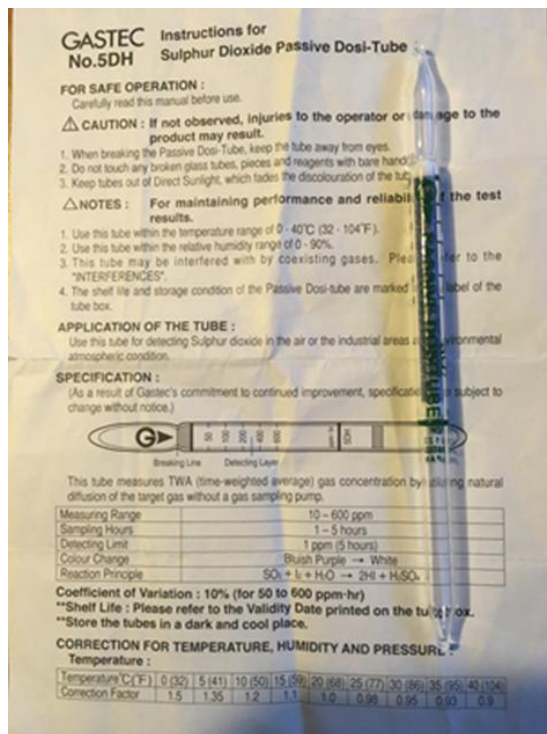 GASTEC Instructions for
No.5DH Sulphur Dioxide Passive Dosi-Tube
FOR SAFE OPERATION :
Carefully read this manual before use.
CAUTION : If not observed, injuries to the operator or damage to the
product may result.
1. When breaking the Passive Dosi-Tube, keep the tube away from eyes.
2. Do not touch any broken glass tubes, pieces and reagents with bare hand
3. Keep tubes out of Direct Sunlight, which fades the discolouration of the tub
NOTES : For maintaining performance and reliabili of the test
results.
1. Use this tube within the temperature range of 0 - 40°C (32 - 104°F).
2. Use this tube within the relative humidity range of 0 - 90%.
3. This tube may be interfered with by coexisting gases. Plea fer to the
"INTERFERENCES".
4. The shelf life and storage condition of the Passive Dosi-tube are marked label of the
tube box.
APPLICATION OF THE TUBE :
Use this tube for detecting Sulphur dioxide in the air or the industrial areas vironmental
atmospheric condition.
SPECIFICATION :
(As a result of Gastec's commitment to continued improvement, specificati subject to
change without notice.)
G 50 100 200 400 600 ppm·hr 5DH
Breaking Line Detecting Layer
This tube measures TWA (time-weighted average) gas concentration by utilising natural
diffusion of the target gas without a gas sampling pump.
Measuring Range 10 – 600 ppm
Sampling Hours 1 – 5 hours
Detecting Limit 1 ppm (5 hours)
Colour Change Bluish Purple → White
Reaction Principle SO₂ + I₂ + H₂O → 2HI + H₂SO₄
Coefficient of Variation : 10% (for 50 to 600 ppm-hr)
**Shelf Life : Please refer to the Validity Date printed on the tu box.
**Store the tubes in a dark and cool place.
CORRECTION FOR TEMPERATURE, HUMIDITY AND PRESSURE :
Temperature :
Temperature°C(°F) 0 (32) 5 (41) 10 (50) 15 (59) 20 (68) 25 (77) 30 (86) 35 (95) 40 (104)
Correction Factor 1.5 1.35 1.2 1.1 1.0 0.98 0.95 0.93 0.9